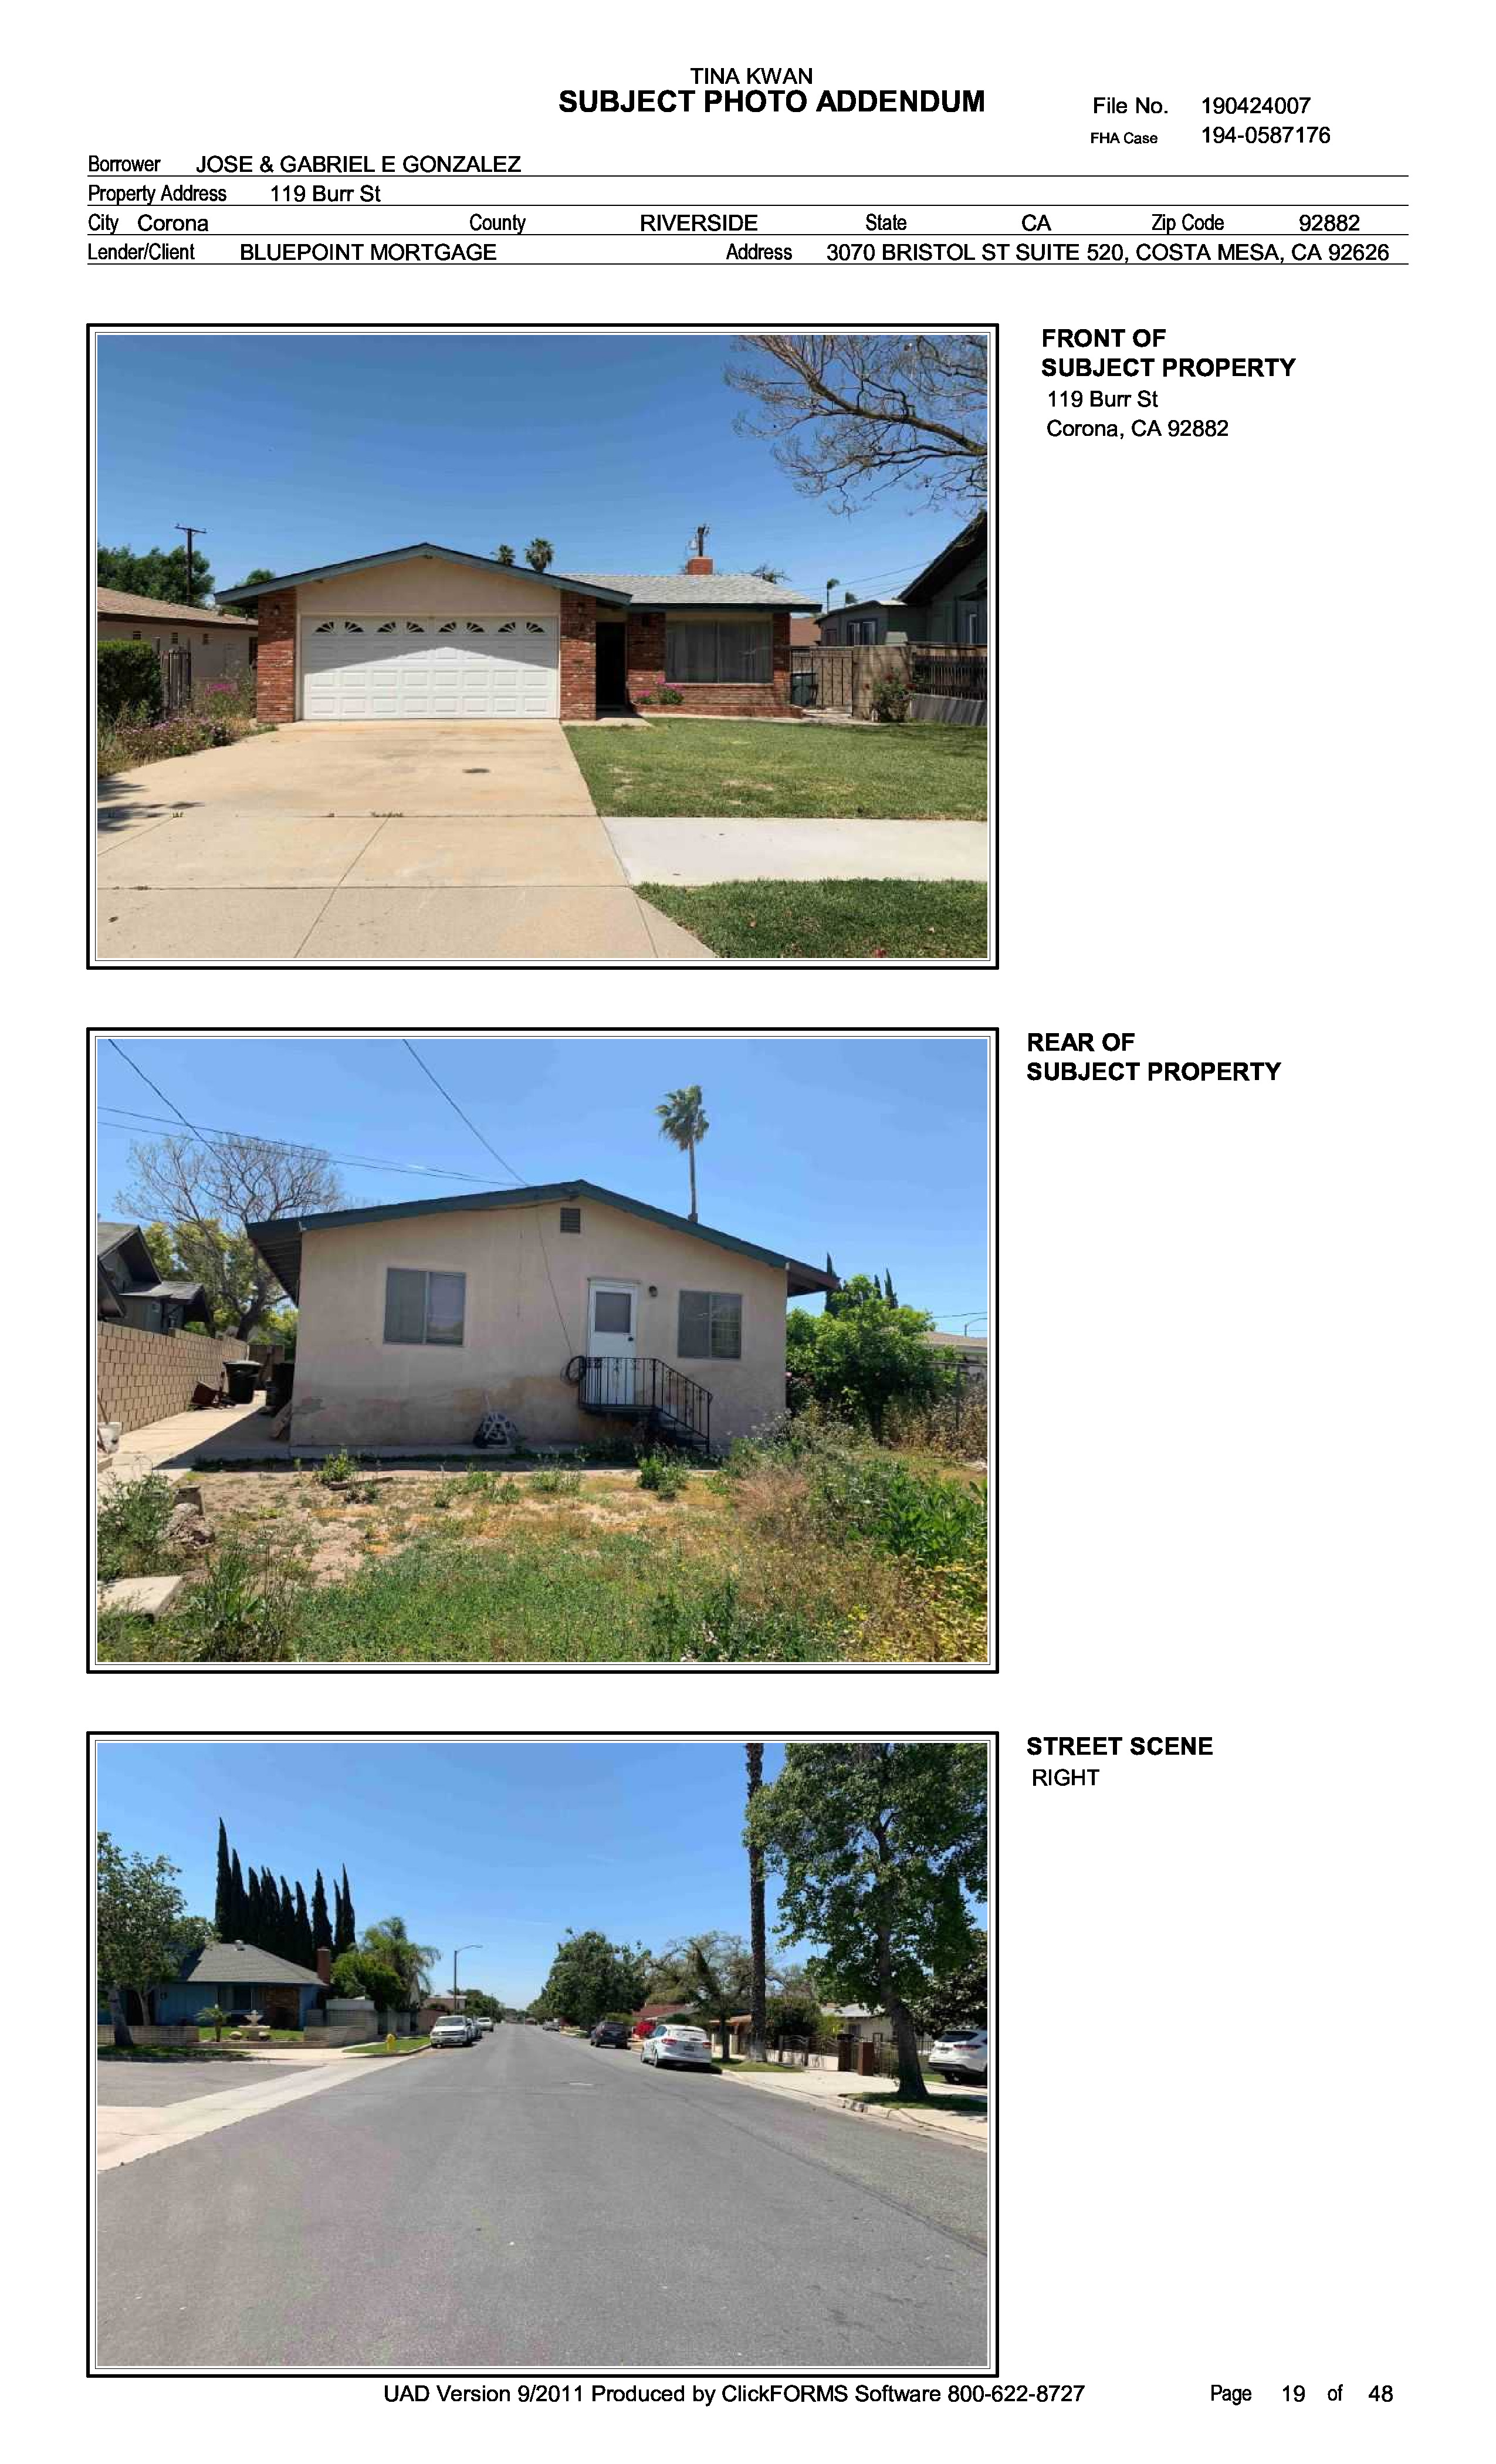 TINA KWAN
SUBJECT PHOTO ADDENDUM
File No. 190424007
FHA Case 194-0587176
Borrower JOSE & GABRIEL E GONZALEZ
Property Address 119 Burr St
City Corona County RIVERSIDE State CA Zip Code 92882
Lender/Client BLUEPOINT MORTGAGE Address 3070 BRISTOL ST SUITE 520, COSTA MESA, CA 92626
FRONT OF
SUBJECT PROPERTY
119 Burr St
Corona, CA 92882
REAR OF
SUBJECT PROPERTY
STREET SCENE
RIGHT
UAD Version 9/2011 Produced by ClickFORMS Software 800-622-8727 Page 19 of 48